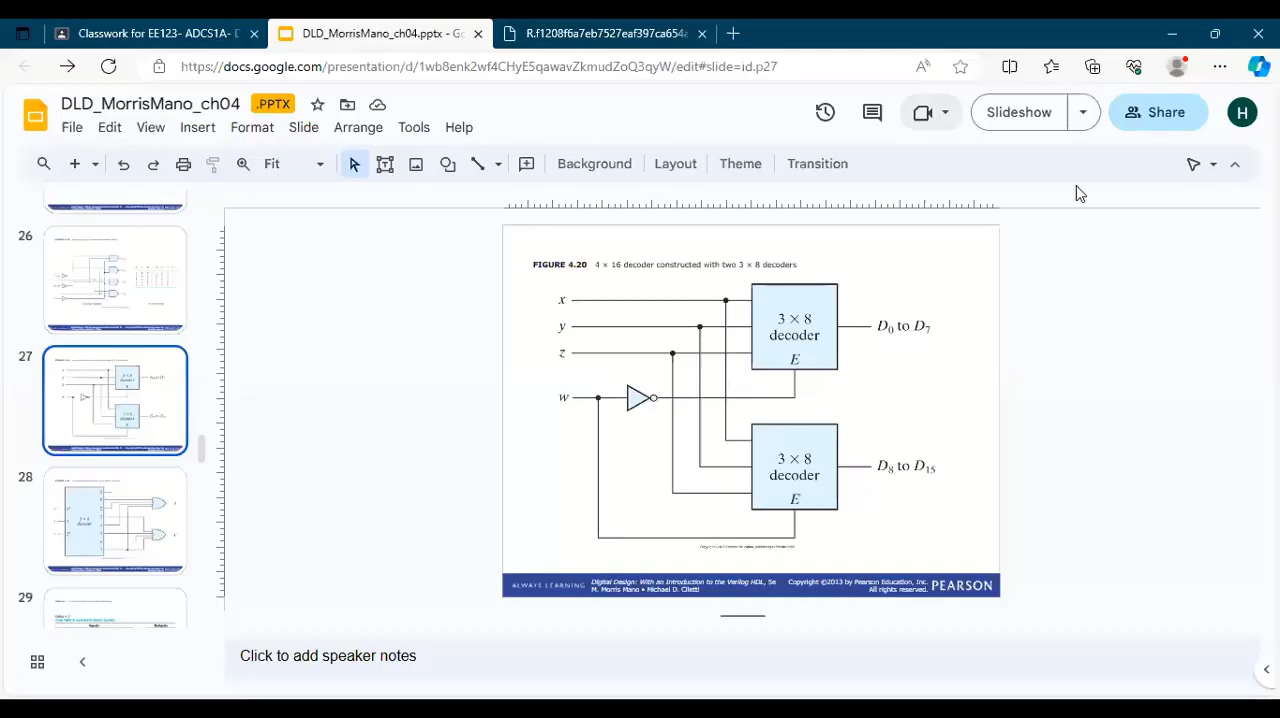 Classwork for EE123- ADCS1A- D
DLD_MorrisMano_ch04.pptx - Go
R.f1208f6a7eb7527eaf397ca654a
https://docs.google.com/presentation/d/1wb8enk2wf4CHyE5qawavZkmudZoQ3qyW/edit#slide=id.p27
DLD_MorrisMano_ch04 .PPTX
File Edit View Insert Format Slide Arrange Tools Help
Slideshow
Share
H
Fit
Background Layout Theme Transition
26
27
28
29
FIGURE 4.20 4 × 16 decoder constructed with two 3 × 8 decoders
x
y
z
w
3 × 8
decoder
E
D0 to D7
3 × 8
decoder
E
D8 to D15
ALWAYS LEARNING
Digital Design: With an Introduction to the Verilog HDL, 5e
M. Morris Mano • Michael D. Ciletti
Copyright ©2013 by Pearson Education, Inc.
All rights reserved.
PEARSON
Click to add speaker notes